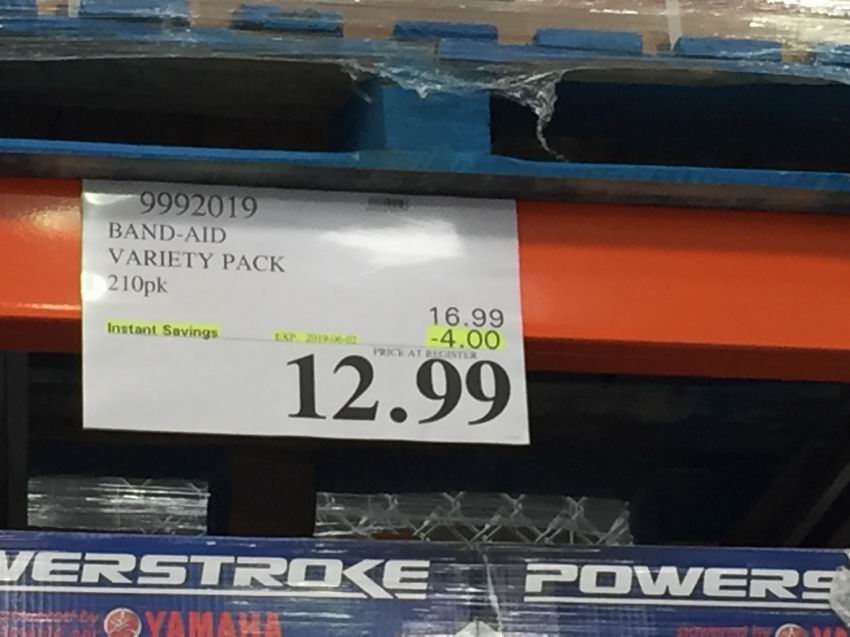 9992019
BAND-AID
VARIETY PACK
210pk
16.99
Instant Savings EXP. 2019-06-02 -4.00
PRICE AT REGISTER
12.99
VERSTROKE POWERS
YAMAHA